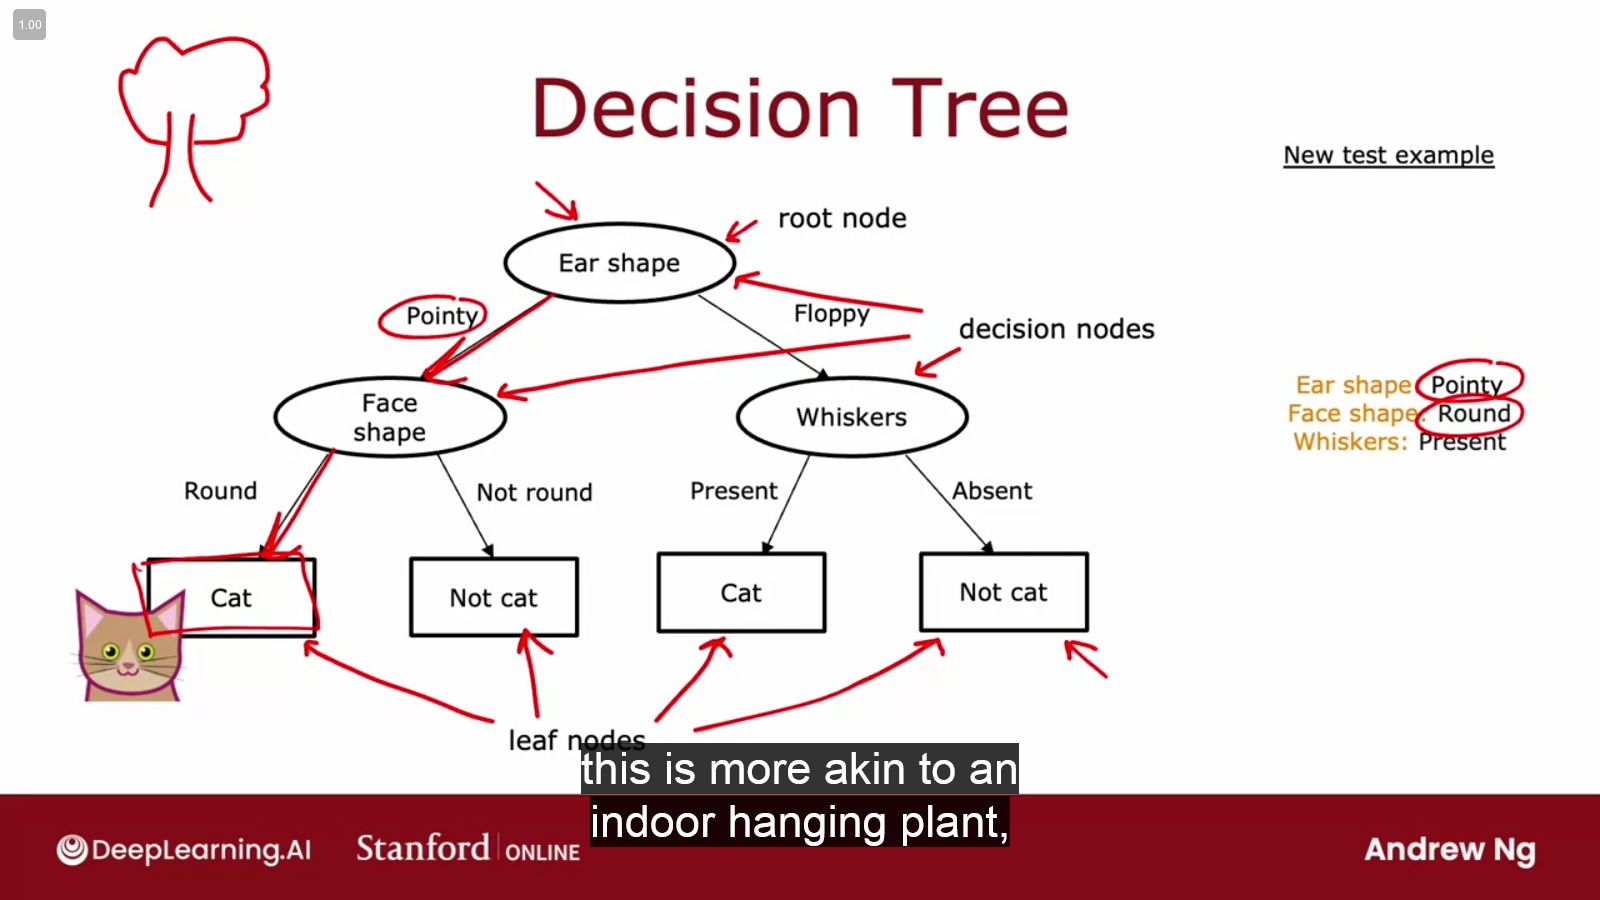 1.00
Decision Tree
New test example
root node
Ear shape
Pointy
Floppy
decision nodes
Face
shape
Whiskers
Ear shape: Pointy
Face shape: Round
Whiskers: Present
Round
Not round
Present
Absent
Cat
Not cat
Cat
Not cat
leaf nodes
this is more akin to an
indoor hanging plant,
DeepLearning.AI
Stanford ONLINE
Andrew Ng